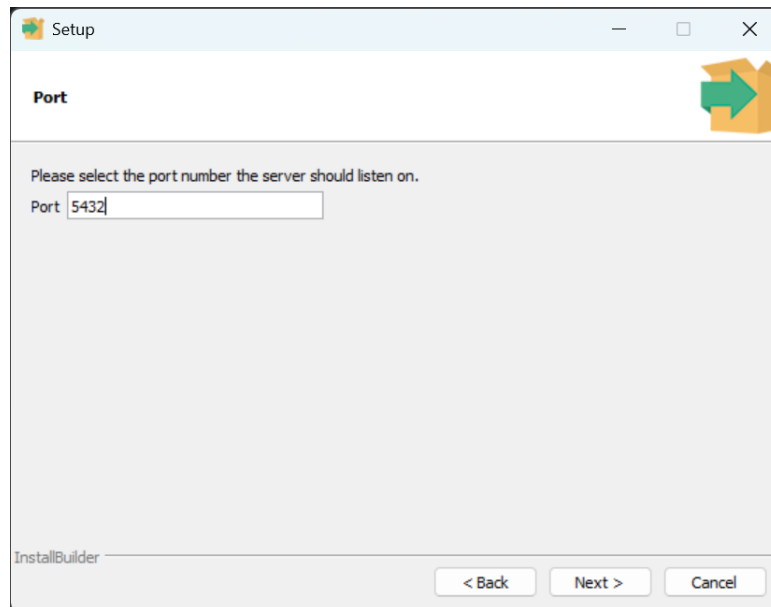 Setup
Port
Please select the port number the server should listen on.
Port 5432
InstallBuilder
< Back Next > Cancel